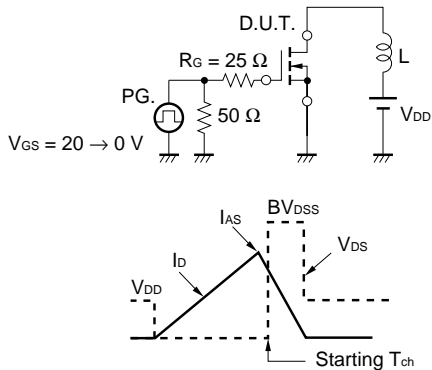 D.U.T.
RG = 25 Ω
L
PG.
50 Ω
VDD
VGS = 20 → 0 V
BVDSS
IAS
ID
VDS
VDD
Starting Tch